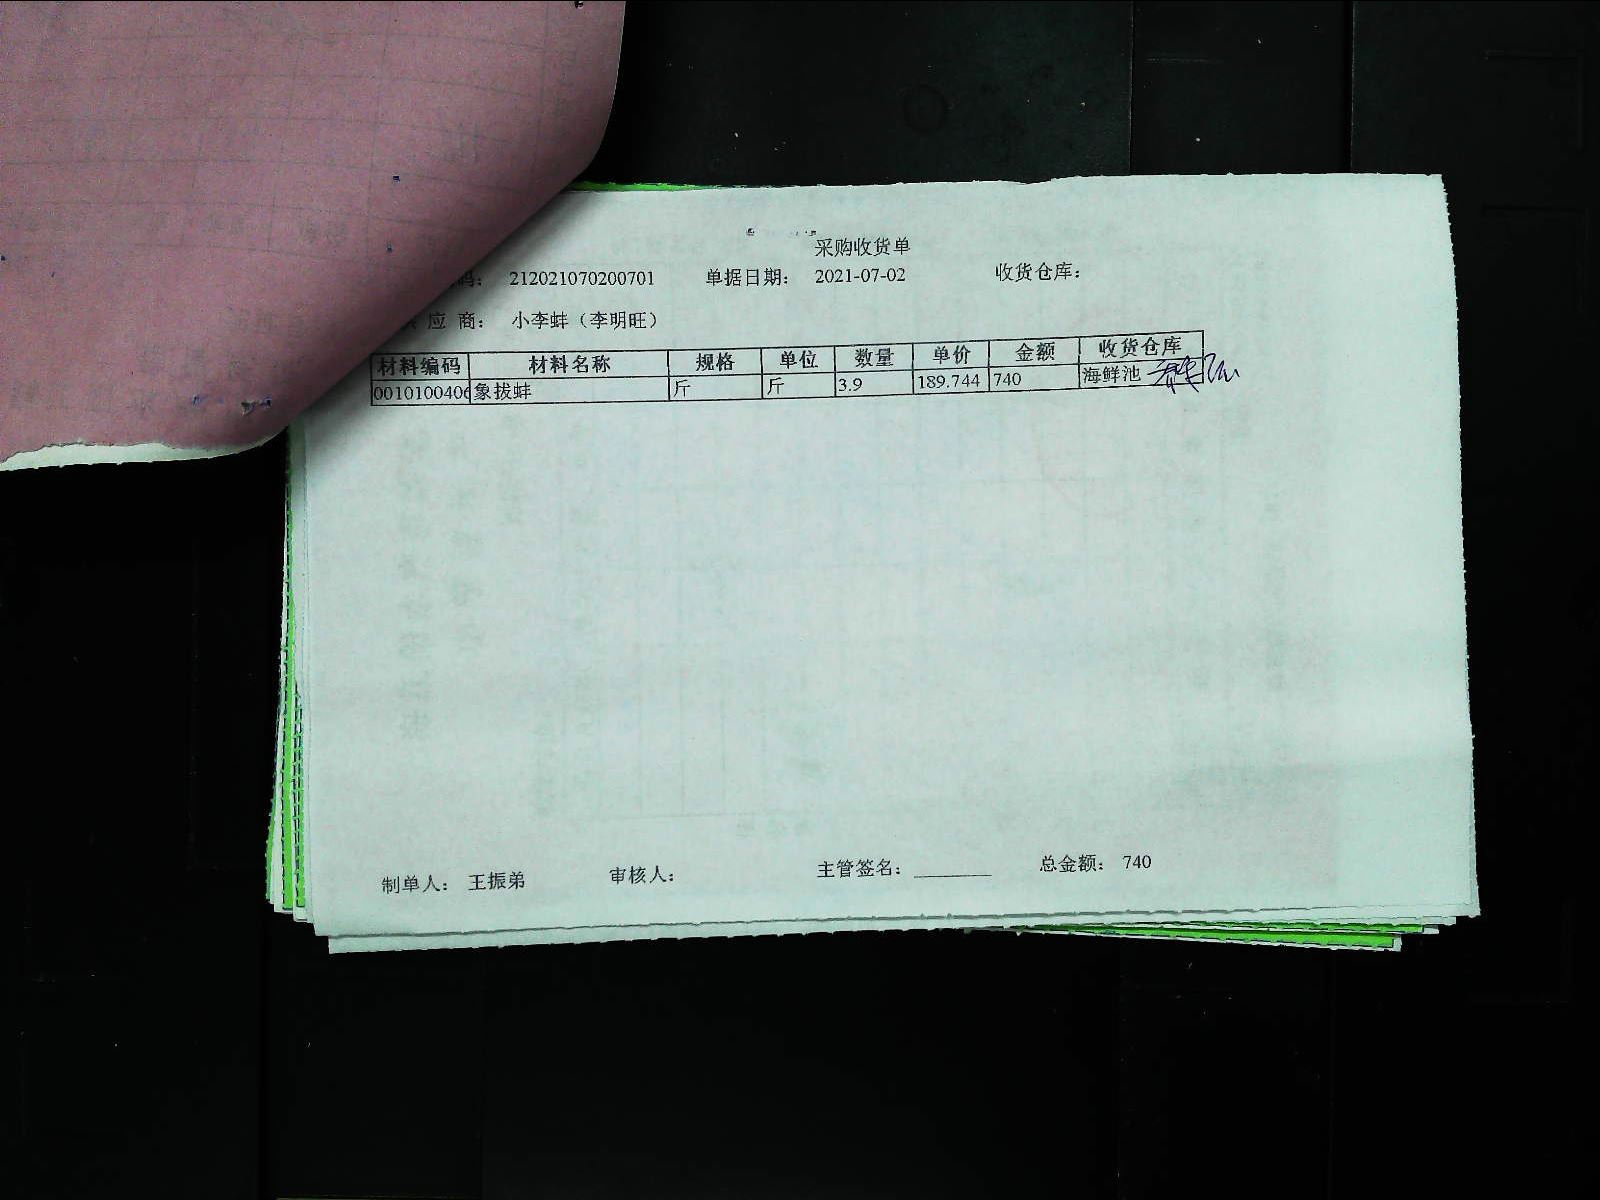 采购收货单
码: 212021070200701 单据日期: 2021-07-02 收货仓库:
供 应 商: 小李蚌（李明旺）
材料编码 材料名称 规格 单位 数量 单价 金额 收货仓库
0010100406 象拔蚌 斤 斤 3.9 189.744 740 海鲜池
制单人: 王振弟 审核人: 主管签名: ________ 总金额: 740